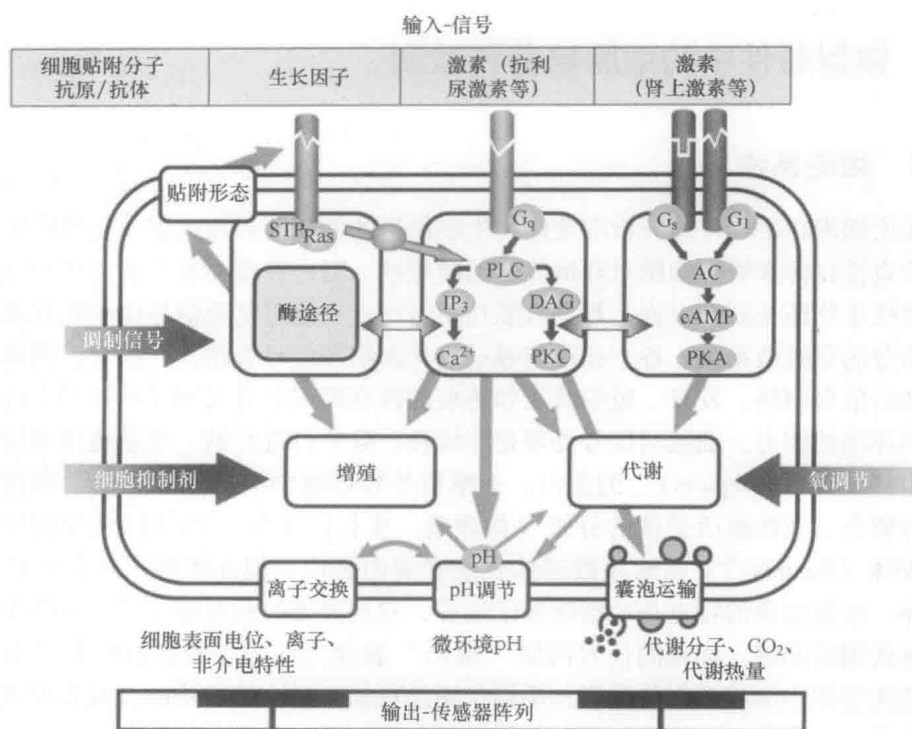 输入-信号
细胞贴附分子
抗原/抗体
生长因子
激素（抗利
尿激素等）
激素
（肾上激素等）
贴附形态
STP
Ras
Gq
Gs
G1
PLC
AC
IP3
DAG
cAMP
酶途径
Ca2+
PKC
PKA
调制信号
增殖
代谢
细胞抑制剂
氧调节
pH
离子交换
pH调节
囊泡运输
细胞表面电位、离子、
非介电特性
微环境pH
代谢分子、CO2、
代谢热量
输出-传感器阵列